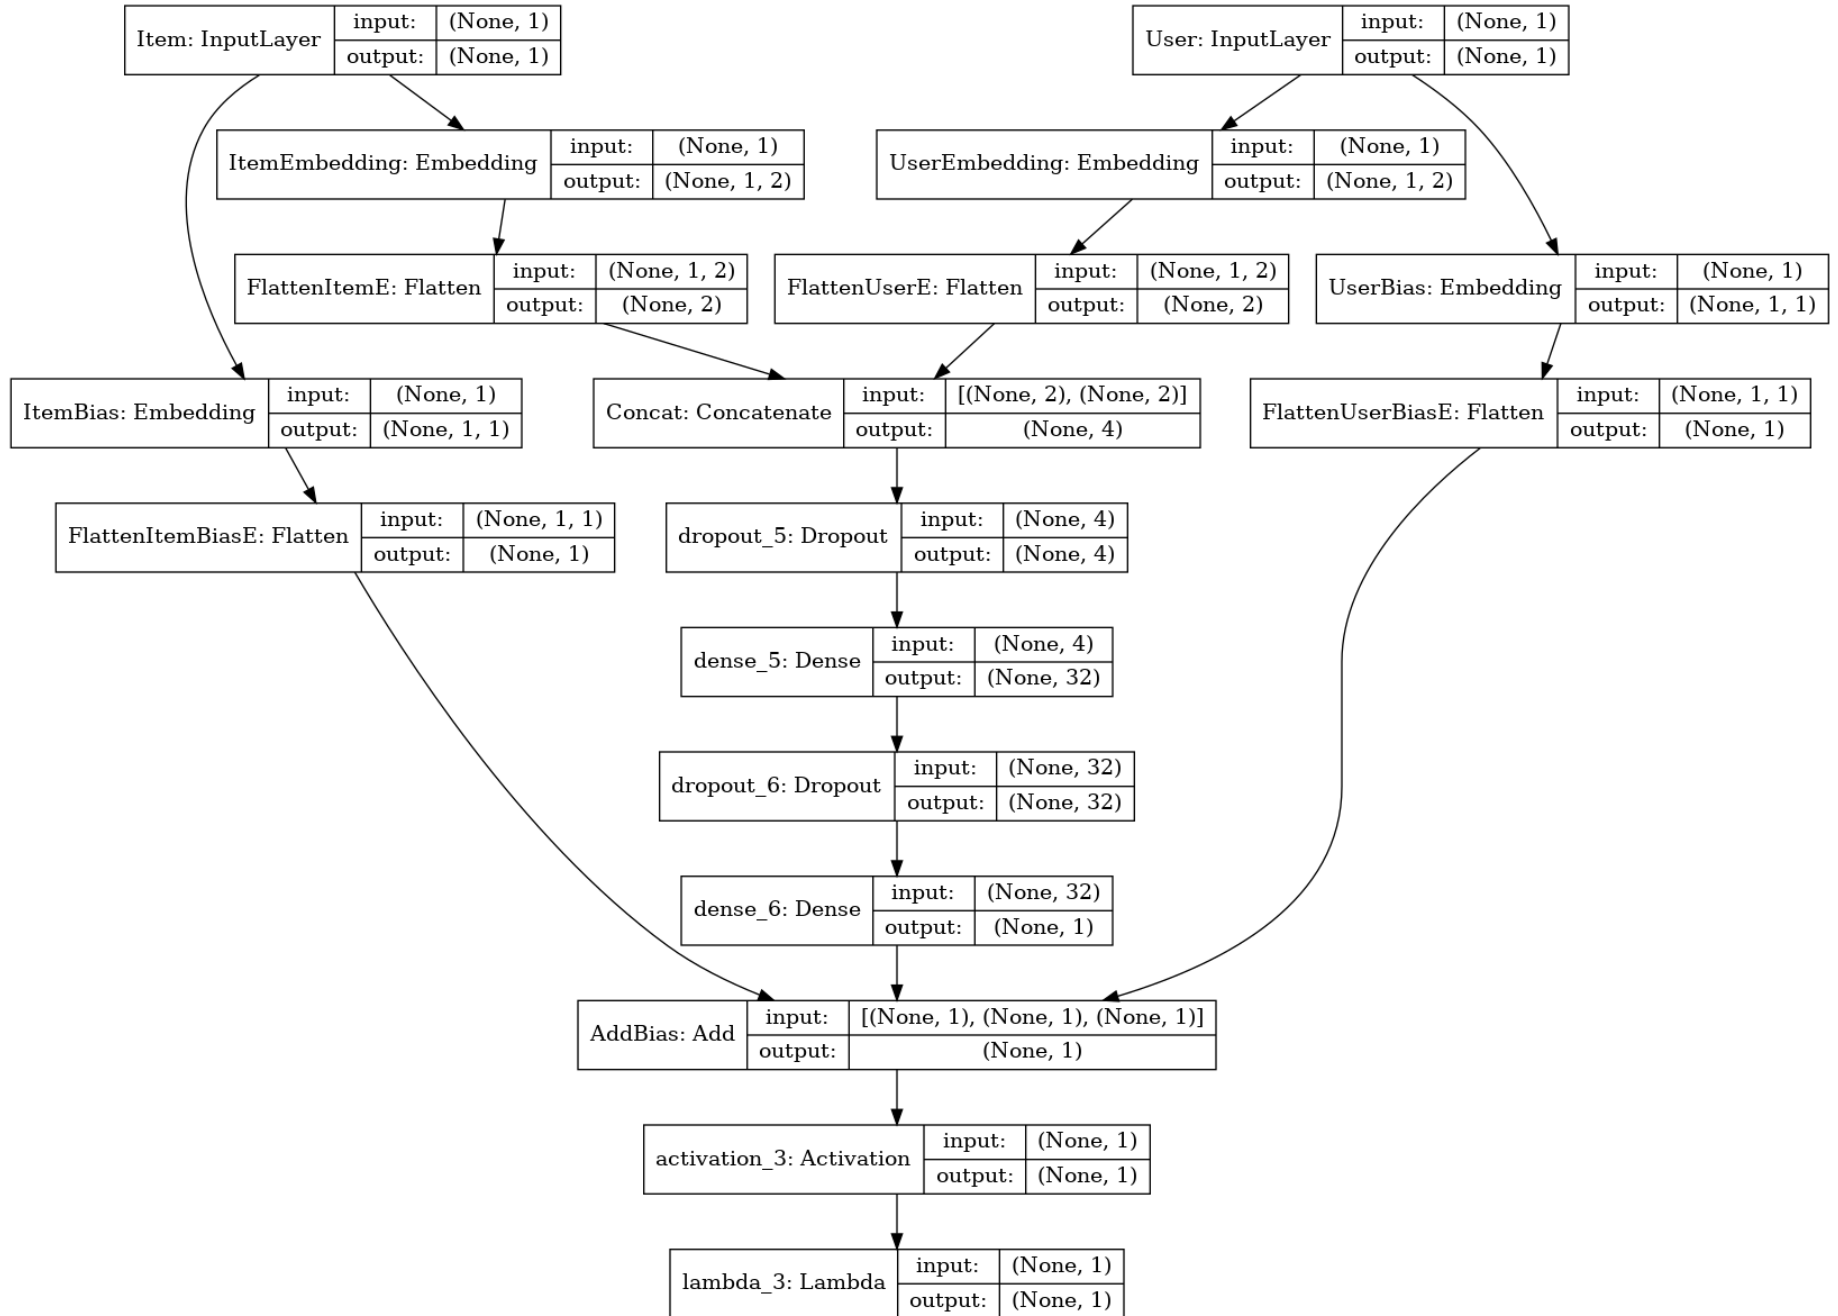 Item: InputLayer
input: (None, 1)
output: (None, 1)
User: InputLayer
input: (None, 1)
output: (None, 1)
ItemEmbedding: Embedding
input: (None, 1)
output: (None, 1, 2)
UserEmbedding: Embedding
input: (None, 1)
output: (None, 1, 2)
FlattenItemE: Flatten
input: (None, 1, 2)
output: (None, 2)
FlattenUserE: Flatten
input: (None, 1, 2)
output: (None, 2)
UserBias: Embedding
input: (None, 1)
output: (None, 1, 1)
ItemBias: Embedding
input: (None, 1)
output: (None, 1, 1)
Concat: Concatenate
input: [(None, 2), (None, 2)]
output: (None, 4)
FlattenUserBiasE: Flatten
input: (None, 1, 1)
output: (None, 1)
FlattenItemBiasE: Flatten
input: (None, 1, 1)
output: (None, 1)
dropout_5: Dropout
input: (None, 4)
output: (None, 4)
dense_5: Dense
input: (None, 4)
output: (None, 32)
dropout_6: Dropout
input: (None, 32)
output: (None, 32)
dense_6: Dense
input: (None, 32)
output: (None, 1)
AddBias: Add
input: [(None, 1), (None, 1), (None, 1)]
output: (None, 1)
activation_3: Activation
input: (None, 1)
output: (None, 1)
lambda_3: Lambda
input: (None, 1)
output: (None, 1)